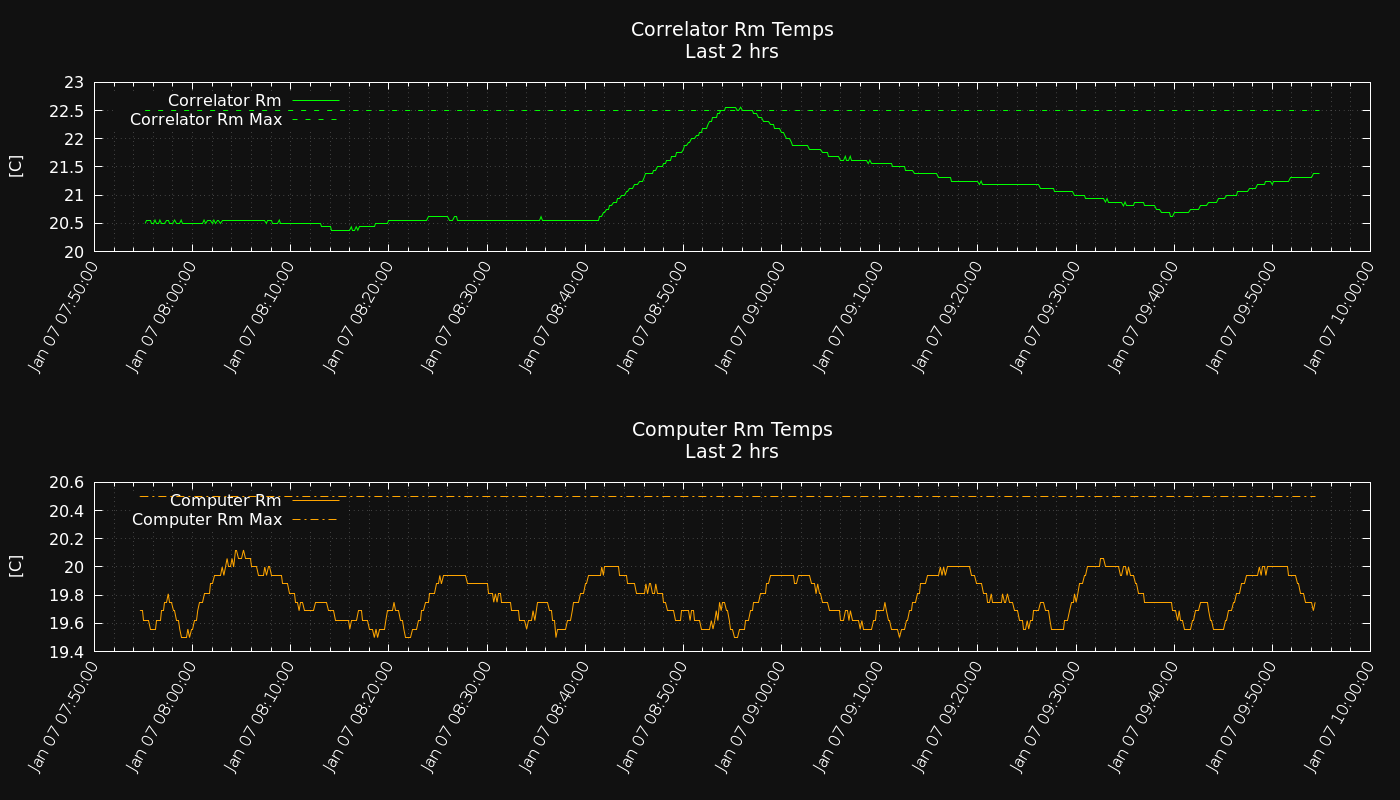 Correlator Rm Temps
Last 2 hrs
23
22.5
22
21.5
21
20.5
20
[C]
Correlator Rm
Correlator Rm Max
Jan 07 07:50:00
Jan 07 08:00:00
Jan 07 08:10:00
Jan 07 08:20:00
Jan 07 08:30:00
Jan 07 08:40:00
Jan 07 08:50:00
Jan 07 09:00:00
Jan 07 09:10:00
Jan 07 09:20:00
Jan 07 09:30:00
Jan 07 09:40:00
Jan 07 09:50:00
Jan 07 10:00:00
Computer Rm Temps
Last 2 hrs
20.6
20.4
20.2
20
19.8
19.6
19.4
[C]
Computer Rm
Computer Rm Max
Jan 07 07:50:00
Jan 07 08:00:00
Jan 07 08:10:00
Jan 07 08:20:00
Jan 07 08:30:00
Jan 07 08:40:00
Jan 07 08:50:00
Jan 07 09:00:00
Jan 07 09:10:00
Jan 07 09:20:00
Jan 07 09:30:00
Jan 07 09:40:00
Jan 07 09:50:00
Jan 07 10:00:00